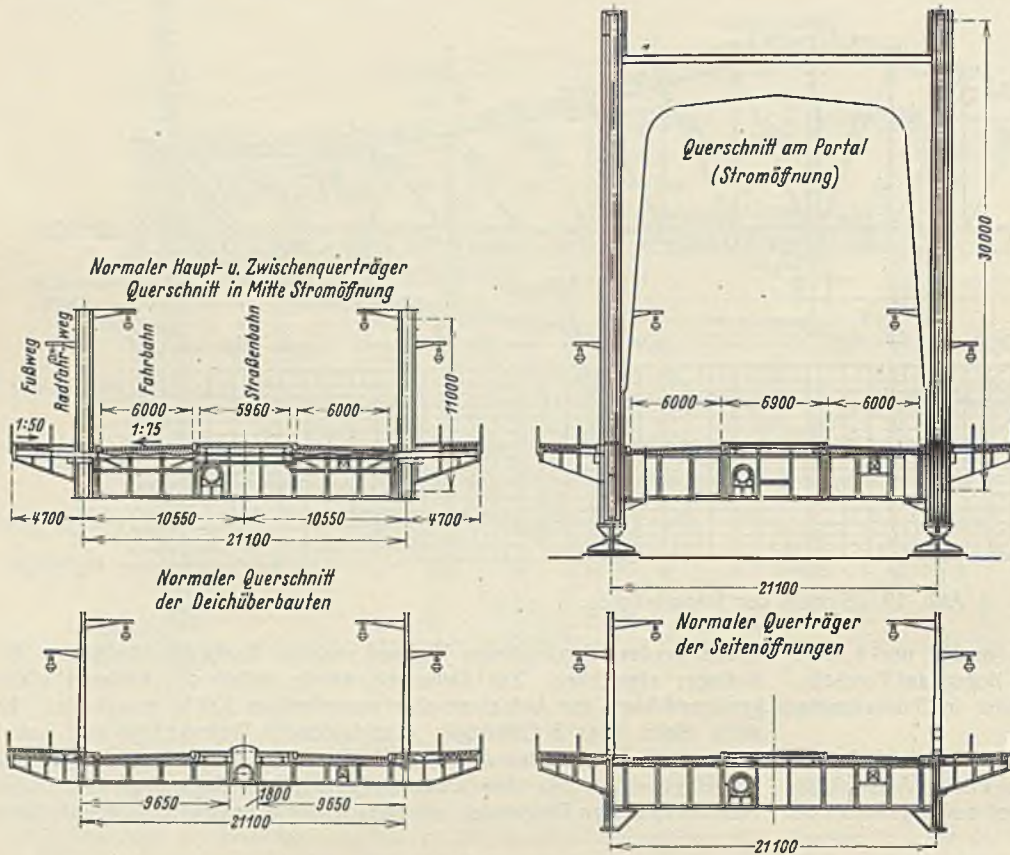 Querschnitt am Portal
(Stromöffnung)
30000
6000
6900
6000
21100
Normaler Haupt- u. Zwischenquerträger
Querschnitt in Mitte Stromöffnung
Fußweg
Radfahr-weg
Fahrbahn
Straßenbahn
11000
6000
5960
6000
1:50
1:75
4700
10550
10550
4700
21100
Normaler Querschnitt
der Deichüberbauten
9650
1800
9650
21100
Normaler Querträger
der Seitenöffnungen
21100